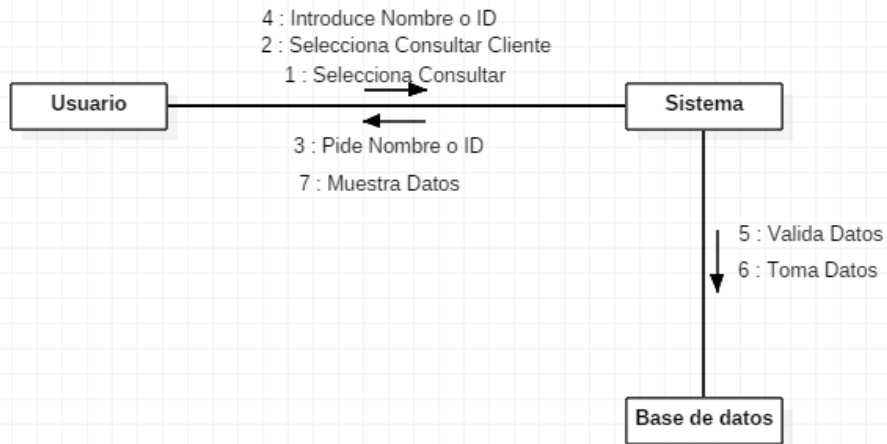 4 : Introduce Nombre o ID
2 : Selecciona Consultar Cliente
1 : Selecciona Consultar
Usuario
Sistema
3 : Pide Nombre o ID
7 : Muestra Datos
5 : Valida Datos
6 : Toma Datos
Base de datos